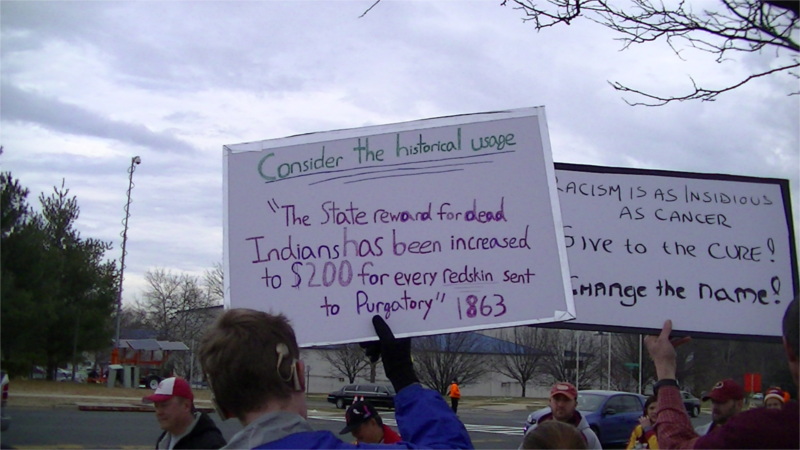 Consider the historical usage
"The State reward for dead
Indians has been increased
to $200 for every redskin sent
to Purgatory" 1863
RACISM IS AS INSIDIOUS
AS CANCER
GIVE to the CURE!
CHANGE the NAME!